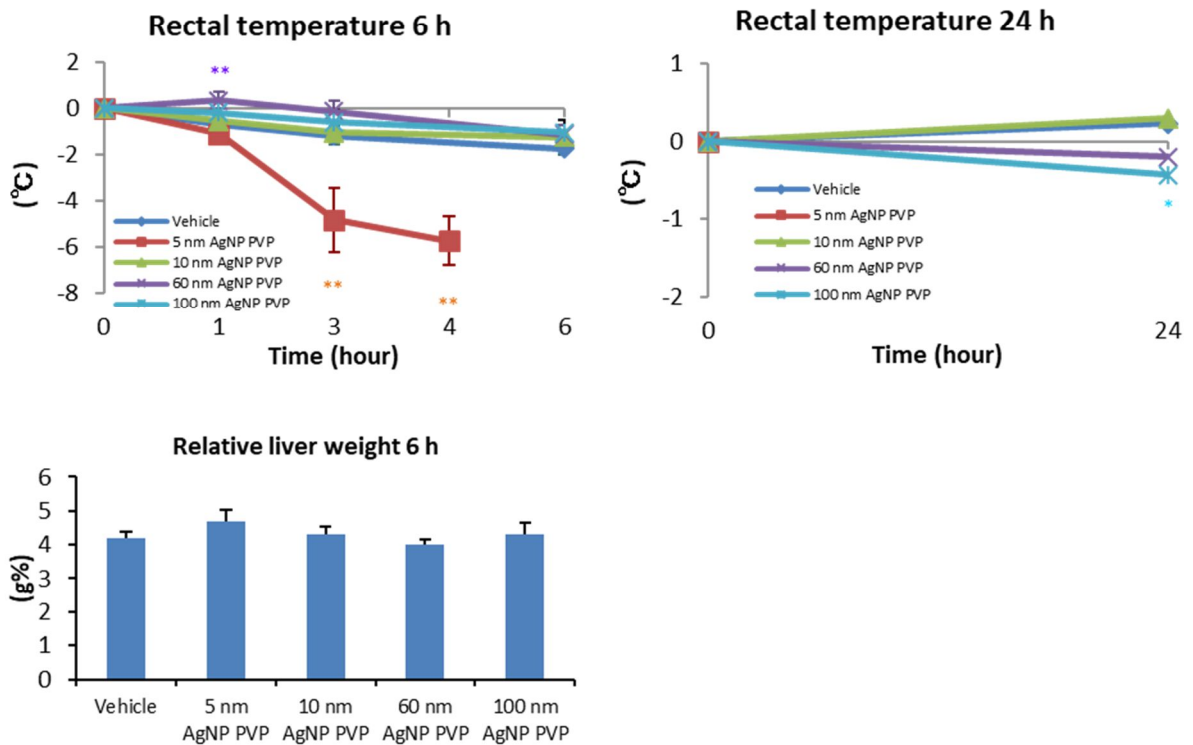 Rectal temperature 6 h
2
0
-2
-4
-6
-8
(℃)
**
**
**
Vehicle
5 nm AgNP PVP
10 nm AgNP PVP
60 nm AgNP PVP
100 nm AgNP PVP
0 1 3 4 6
Time (hour)
Rectal temperature 24 h
1
0
-1
-2
(℃)
*
Vehicle
5 nm AgNP PVP
10 nm AgNP PVP
60 nm AgNP PVP
100 nm AgNP PVP
0 24
Time (hour)
Relative liver weight 6 h
6
5
4
3
2
1
0
(g%)
Vehicle 5 nm 10 nm 60 nm 100 nm
AgNP PVP AgNP PVP AgNP PVP AgNP PVP